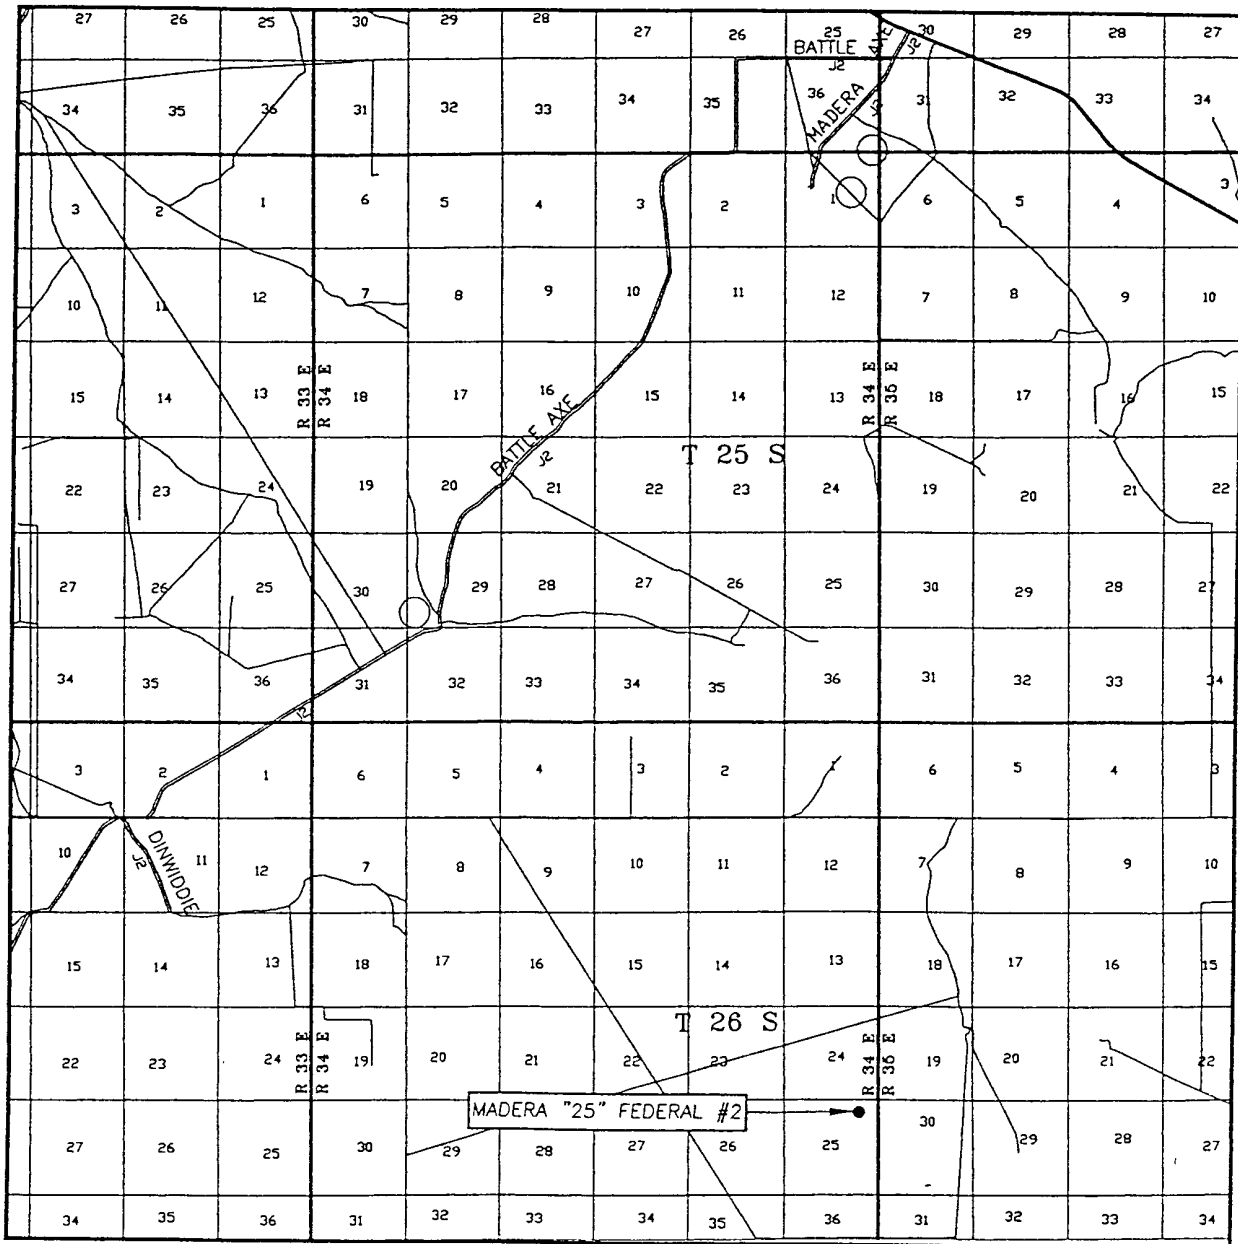 27 26 25 30 29 28 27 26 25 30 29 28 27
BATTLE AXE
J2
J2
34 35 36 31 32 33 34 35 36 31 32 33 34
MADERA
J2
3 2 1 6 5 4 3 2 1 6 5 4 3
10 11 12 7 8 9 10 11 12 7 8 9 10
15 14 13 18 17 16 15 14 13 18 17 16 15
R 33 E
R 34 E
R 34 E
R 35 E
BATTLE AXE
J2
T 25 S
22 23 24 19 20 21 22 23 24 19 20 21 22
27 26 25 30 29 28 27 26 25 30 29 28 27
34 35 36 31 32 33 34 35 36 31 32 33 34
J2
3 2 1 6 5 4 3 2 1 6 5 4 3
10 11 12 7 8 9 10 11 12 7 8 9 10
J2
DINWIDDIE
15 14 13 18 17 16 15 14 13 18 17 16 15
T 26 S
R 33 E
R 34 E
R 34 E
R 35 E
22 23 24 19 20 21 22 23 24 19 20 21 22
MADERA "25" FEDERAL #2
27 26 25 30 29 28 27 26 25 30 29 28 27
34 35 36 31 32 33 34 35 36 31 32 33 34